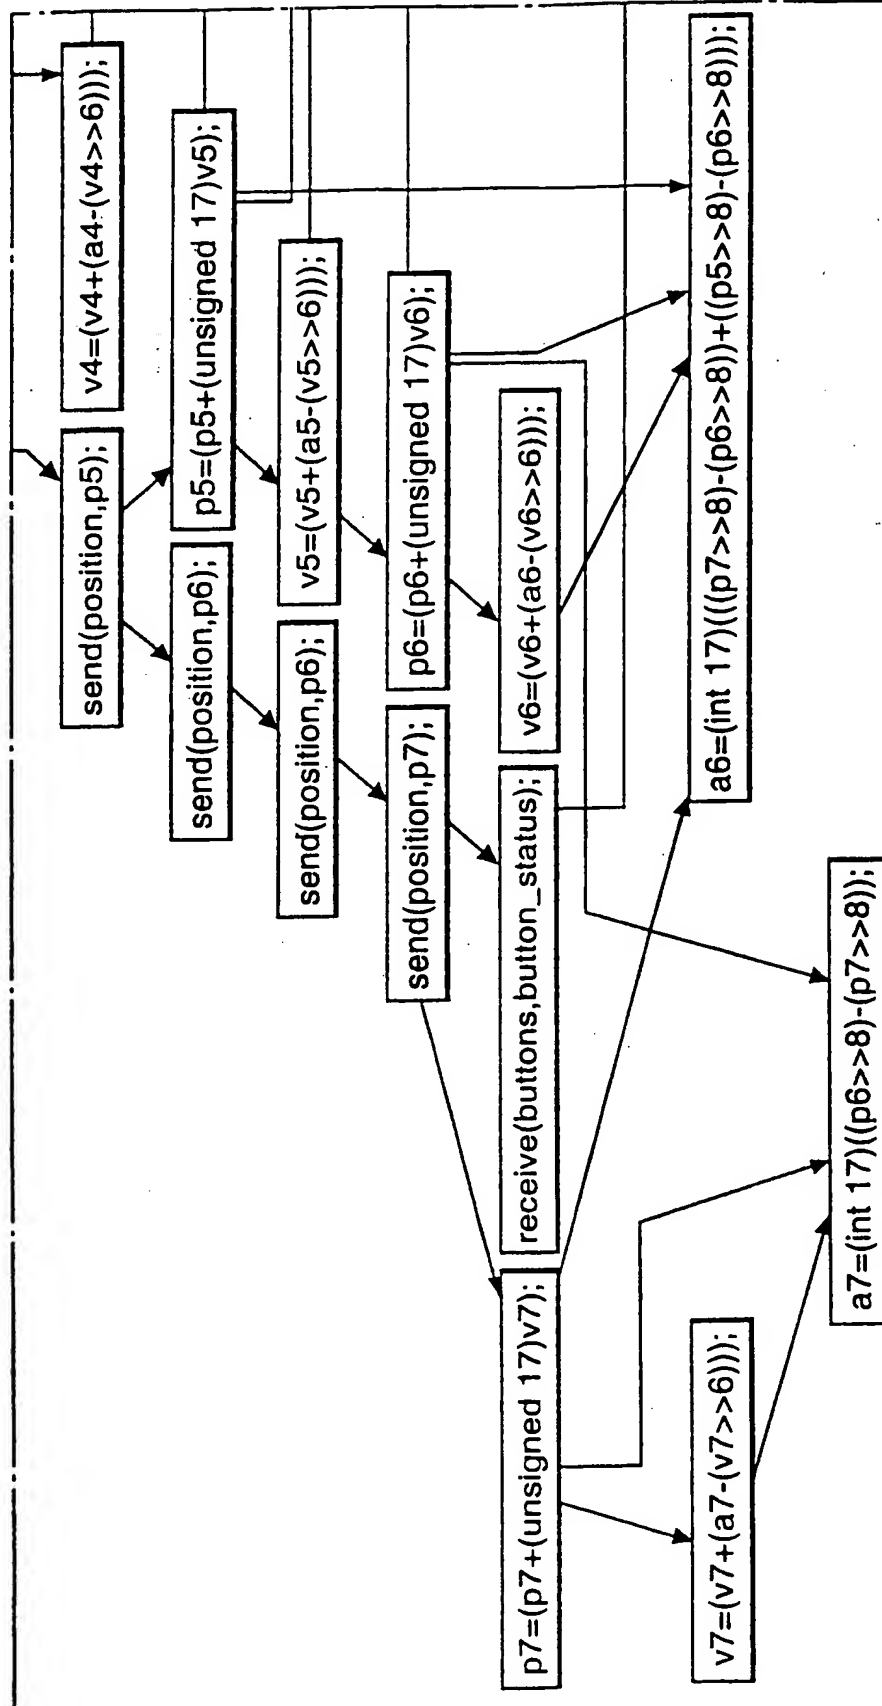 v4=(v4+(a4-(v4>>6)));
send(position,p5);
p5=(p5+(unsigned 17)v5);
send(position,p6);
v5=(v5+(a5-(v5>>6)));
send(position,p6);
p6=(p6+(unsigned 17)v6);
send(position,p7);
v6=(v6+(a6-(v6>>6)));
receive(buttons,button_status);
p7=(p7+(unsigned 17)v7);
a6=(int 17)(((p7>>8)-(p6>>8))+((p5>>8)-(p6>>8)));
v7=(v7+(a7-(v7>>6)));
a7=(int 17)((p6>>8)-(p7>>8));